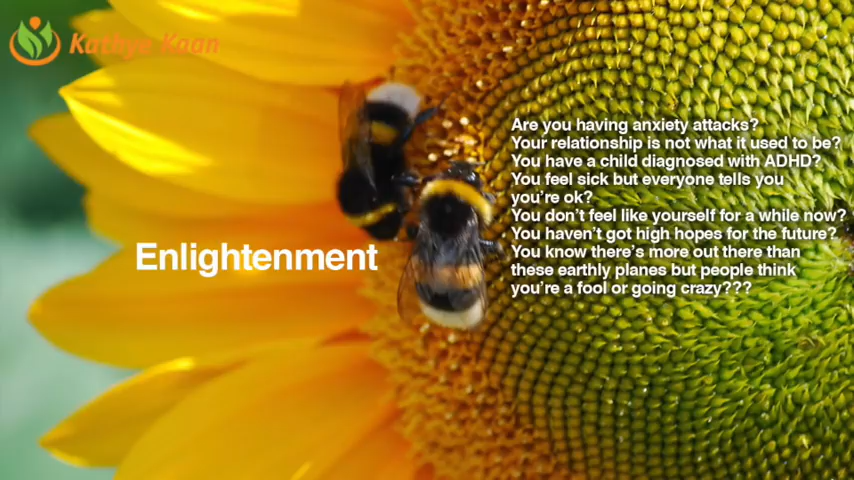 Kathye Kaan
Enlightenment
Are you having anxiety attacks?
Your relationship is not what it used to be?
You have a child diagnosed with ADHD?
You feel sick but everyone tells you
you're ok?
You don't feel like yourself for a while now?
You haven't got high hopes for the future?
You know there's more out there than
these earthly planes but people think
you're a fool or going crazy???